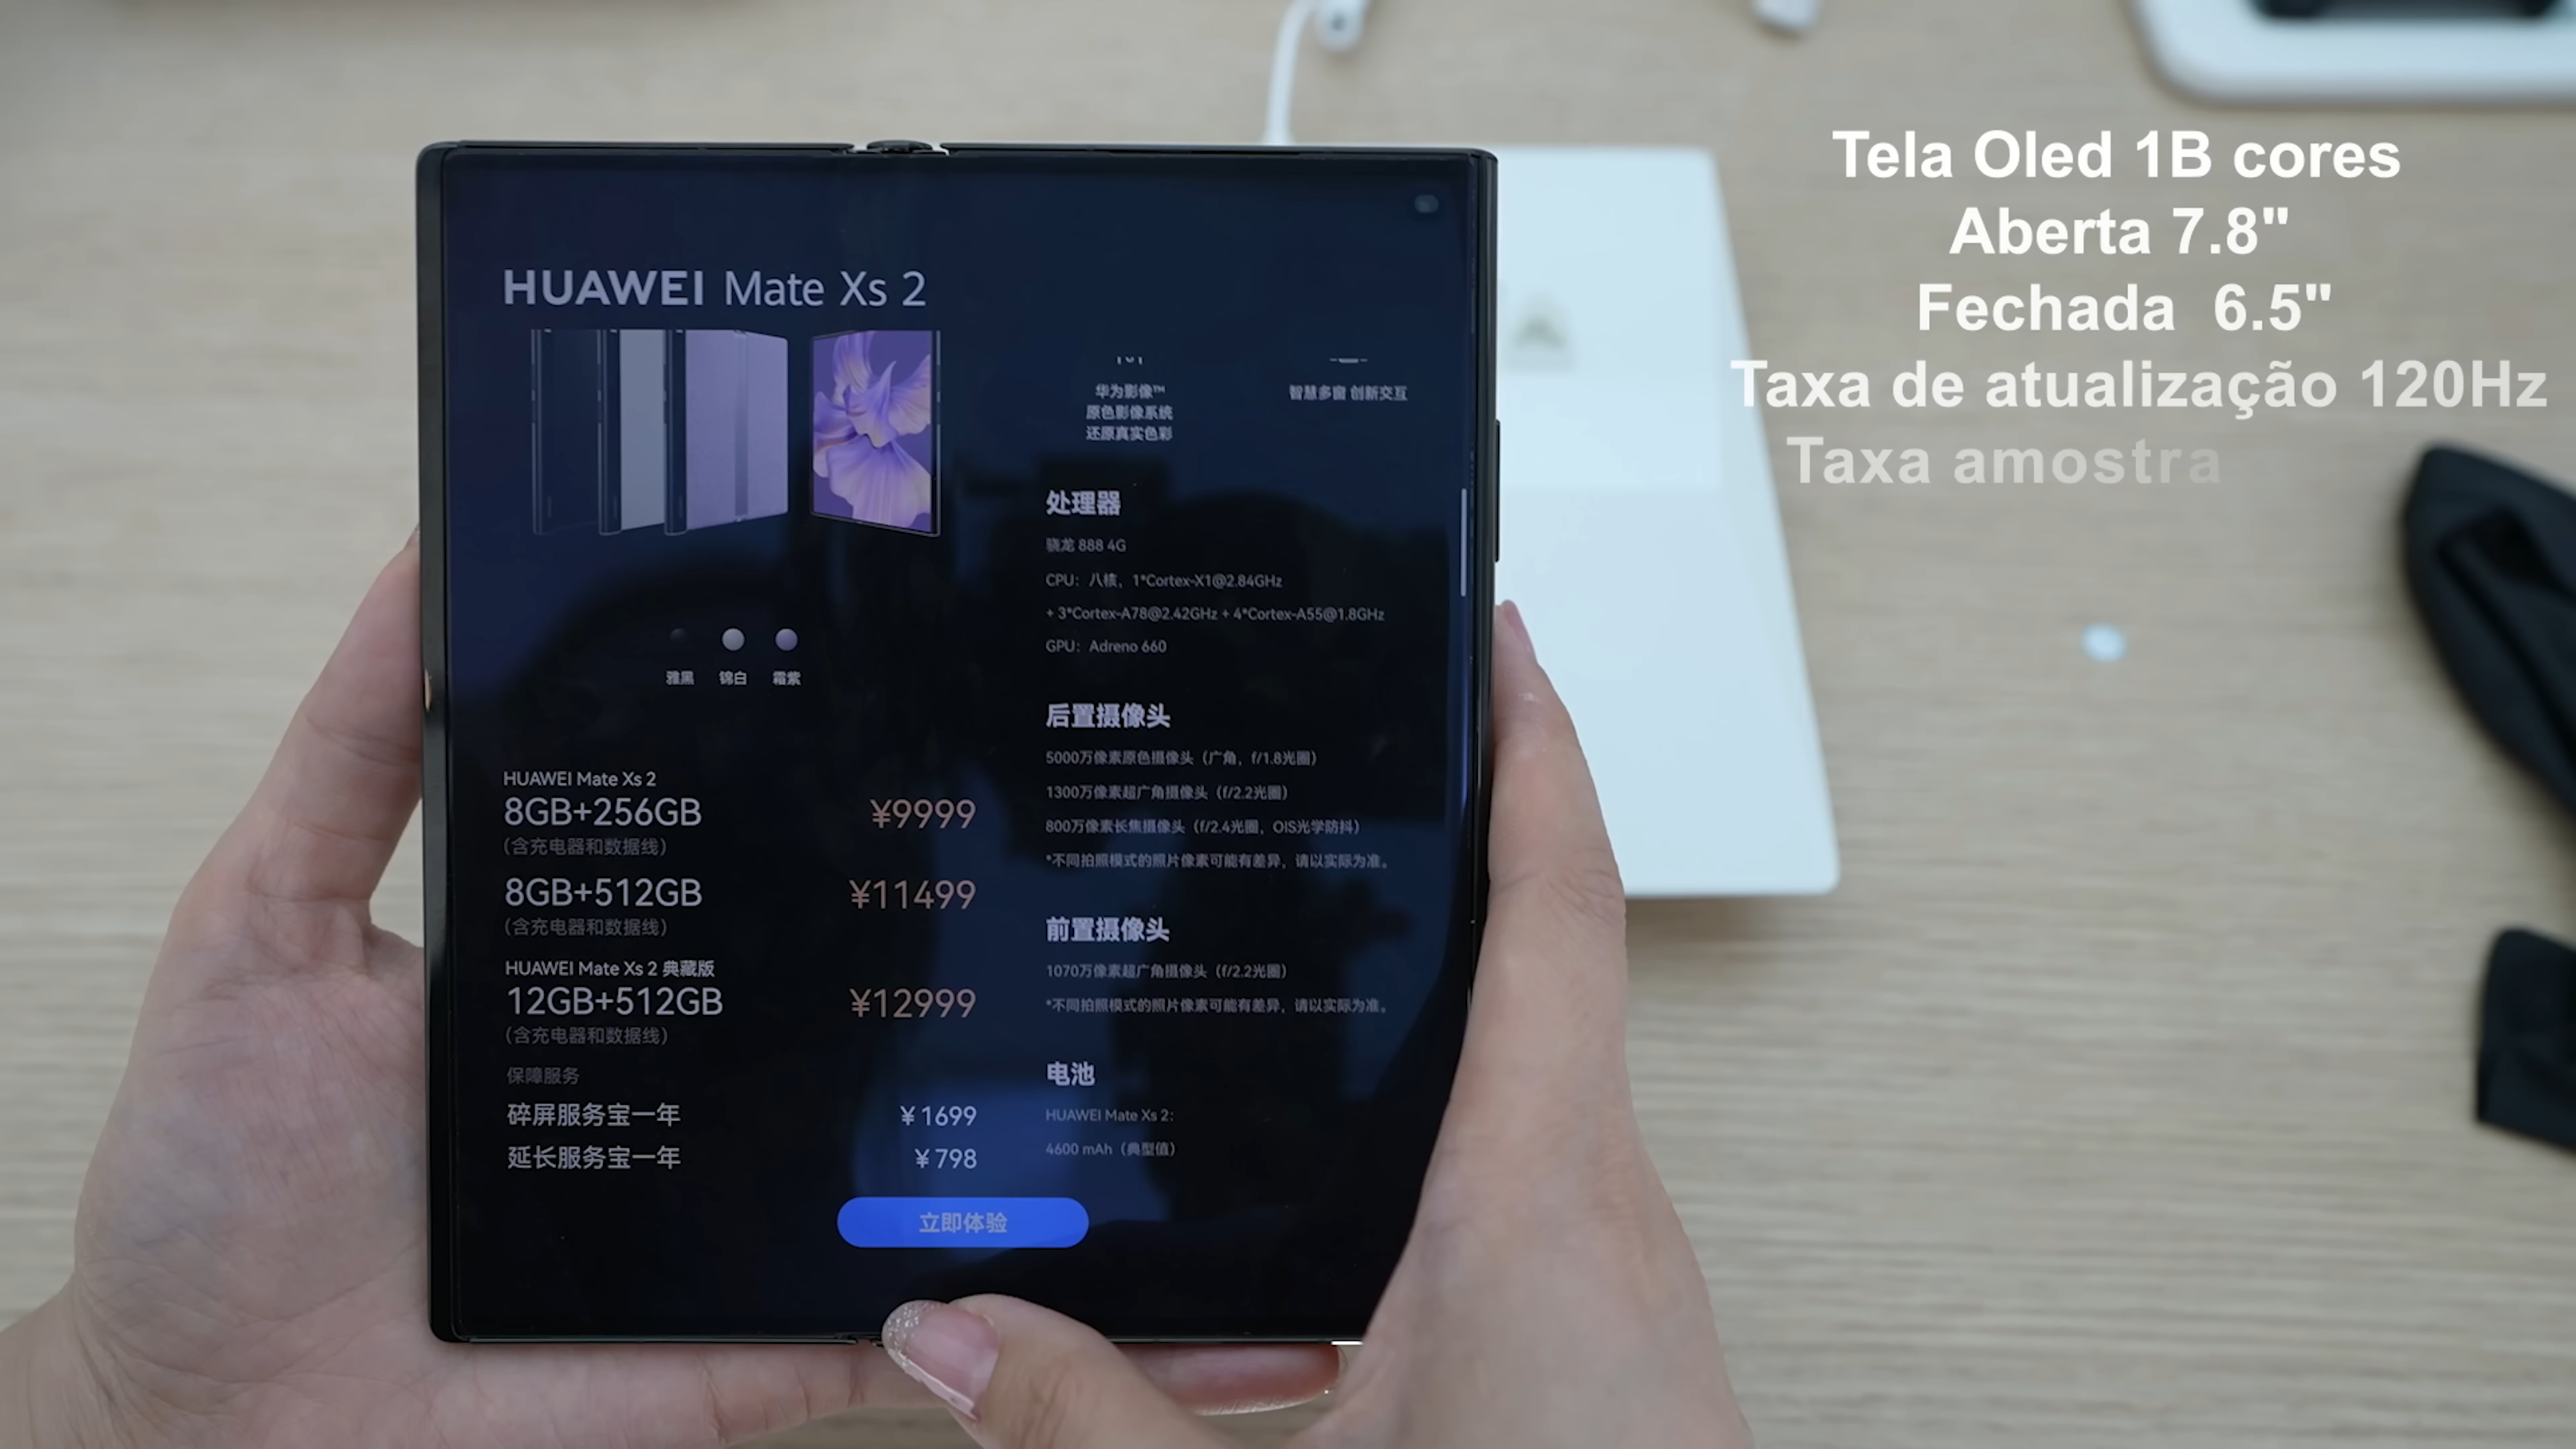 Tela Oled 1B cores
Aberta 7.8"
Fechada 6.5"
Taxa de atualização 120Hz
Taxa amostra
HUAWEI Mate Xs 2
雅黑 锦白 霜紫
HUAWEI Mate Xs 2
8GB+256GB ¥9999
(含充电器和数据线)
8GB+512GB ¥11499
(含充电器和数据线)
HUAWEI Mate Xs 2 典藏版
12GB+512GB ¥12999
(含充电器和数据线)
保障服务
碎屏服务宝一年 ¥1699
延长服务宝一年 ¥798
华为影像™
原色影像系统
还原真实色彩
智慧多窗 创新交互
处理器
骁龙 888 4G
CPU：八核，1*Cortex-X1@2.84GHz
+ 3*Cortex-A78@2.42GHz + 4*Cortex-A55@1.8GHz
GPU：Adreno 660
后置摄像头
5000万像素原色摄像头（广角，f/1.8光圈）
1300万像素超广角摄像头（f/2.2光圈）
800万像素长焦摄像头（f/2.4光圈，OIS光学防抖）
*不同拍照模式的照片像素可能有差异，请以实际为准。
前置摄像头
1070万像素超广角摄像头（f/2.2光圈）
*不同拍照模式的照片像素可能有差异，请以实际为准。
电池
HUAWEI Mate Xs 2:
4600 mAh（典型值）
立即体验